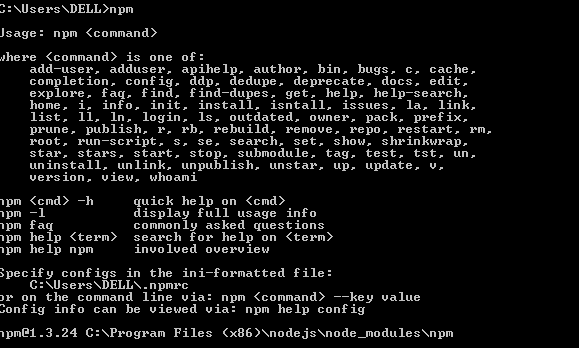 C:\Users\DELL>npm
Usage: npm <command>
where <command> is one of:
    add-user, adduser, apihelp, author, bin, bugs, c, cache,
    completion, config, ddp, dedupe, deprecate, docs, edit,
    explore, faq, find, find-dupes, get, help, help-search,
    home, i, info, init, install, isntall, issues, la, link,
    list, ll, ln, login, ls, outdated, owner, pack, prefix,
    prune, publish, r, rb, rebuild, remove, repo, restart, rm,
    root, run-script, s, se, search, set, show, shrinkwrap,
    star, stars, start, stop, submodule, tag, test, tst, un,
    uninstall, unlink, unpublish, unstar, up, update, v,
    version, view, whoami
npm <cmd> -h     quick help on <cmd>
npm -l           display full usage info
npm faq          commonly asked questions
npm help <term>  search for help on <term>
npm help npm     involved overview
Specify configs in the ini-formatted file:
    C:\Users\DELL\.npmrc
or on the command line via: npm <command> --key value
Config info can be viewed via: npm help config
npm@1.3.24 C:\Program Files (x86)\nodejs\node_modules\npm